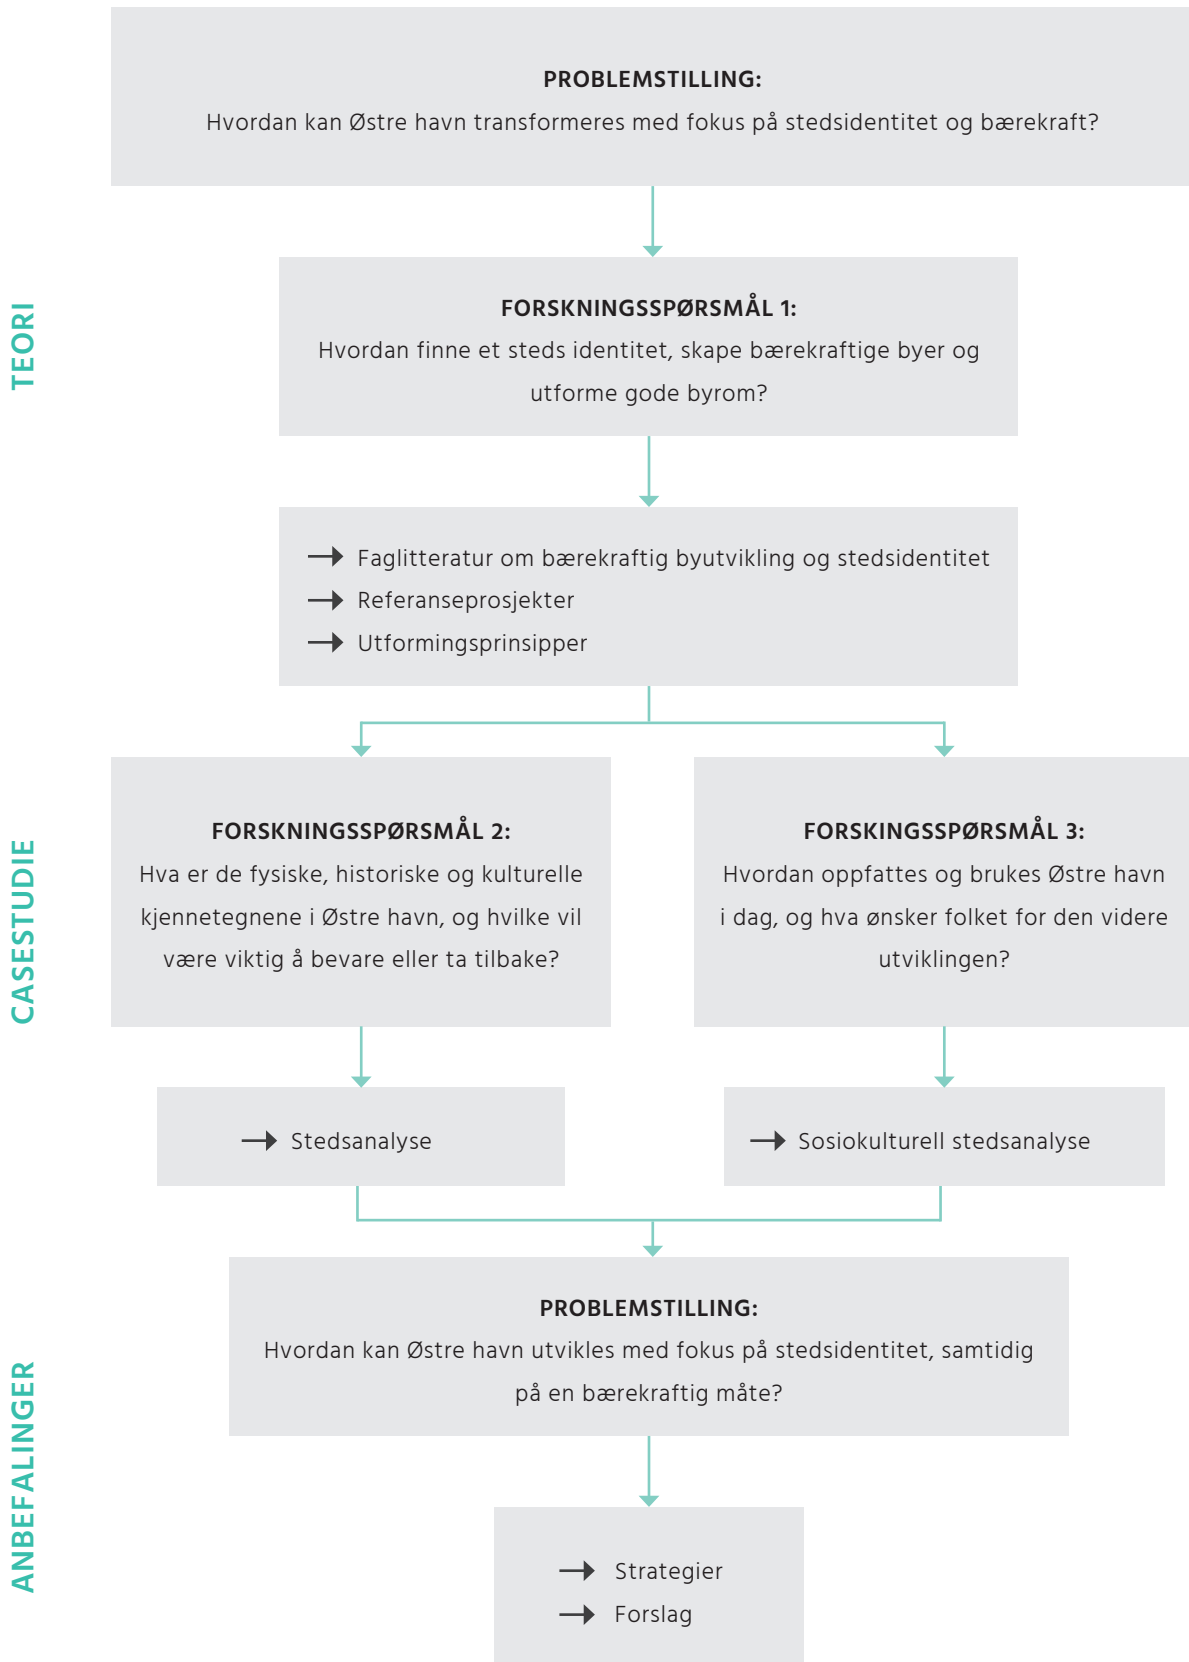 PROBLEMSTILLING:
Hvordan kan Østre havn transformeres med fokus på stedsidentitet og bærekraft?
TEORI
FORSKNINGSSPØRSMÅL 1:
Hvordan finne et steds identitet, skape bærekraftige byer og
utforme gode byrom?
Faglitteratur om bærekraftig byutvikling og stedsidentitet
Referanseprosjekter
Utformingsprinsipper
CASESTUDIE
FORSKNINGSSPØRSMÅL 2:
Hva er de fysiske, historiske og kulturelle
kjennetegnene i Østre havn, og hvilke vil
være viktig å bevare eller ta tilbake?
FORSKINGSSPØRSMÅL 3:
Hvordan oppfattes og brukes Østre havn
i dag, og hva ønsker folket for den videre
utviklingen?
Stedsanalyse
Sosiokulturell stedsanalyse
ANBEFALINGER
PROBLEMSTILLING:
Hvordan kan Østre havn utvikles med fokus på stedsidentitet, samtidig
på en bærekraftig måte?
Strategier
Forslag